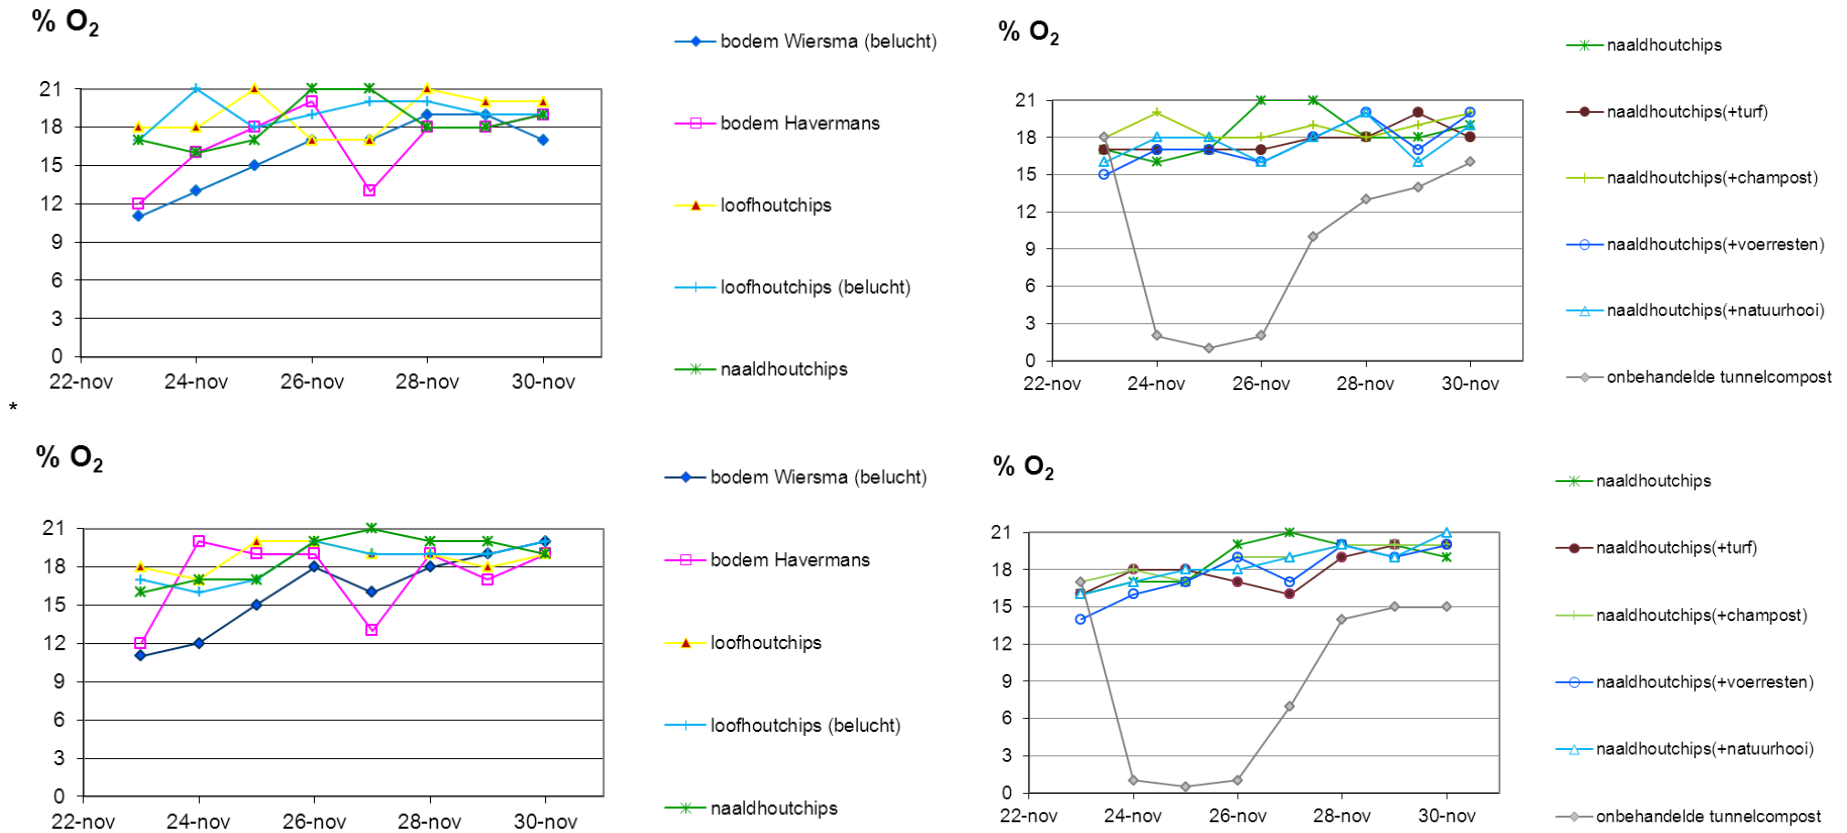 % O2
bodem Wiersma (belucht)
bodem Havermans
loofhoutchips
loofhoutchips (belucht)
naaldhoutchips
21
18
15
12
9
6
3
0
22-nov 24-nov 26-nov 28-nov 30-nov
% O2
naaldhoutchips
naaldhoutchips(+turf)
naaldhoutchips(+champost)
naaldhoutchips(+voerresten)
naaldhoutchips(+natuurhooi)
onbehandelde tunnelcompost
21
18
15
12
9
6
3
0
22-nov 24-nov 26-nov 28-nov 30-nov
*
% O2
bodem Wiersma (belucht)
bodem Havermans
loofhoutchips
loofhoutchips (belucht)
naaldhoutchips
21
18
15
12
9
6
3
0
22-nov 24-nov 26-nov 28-nov 30-nov
% O2
naaldhoutchips
naaldhoutchips(+turf)
naaldhoutchips(+champost)
naaldhoutchips(+voerresten)
naaldhoutchips(+natuurhooi)
onbehandelde tunnelcompost
21
18
15
12
9
6
3
0
22-nov 24-nov 26-nov 28-nov 30-nov